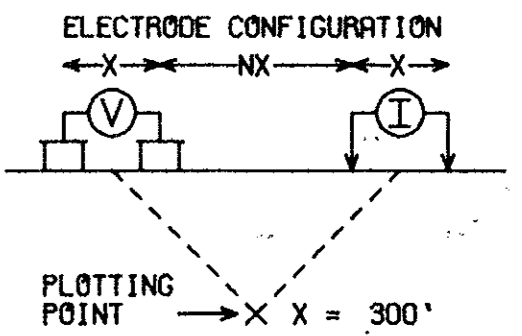 ELECTRODE CONFIGURATION
X NX X
V I
PLOTTING
POINT X X = 300'